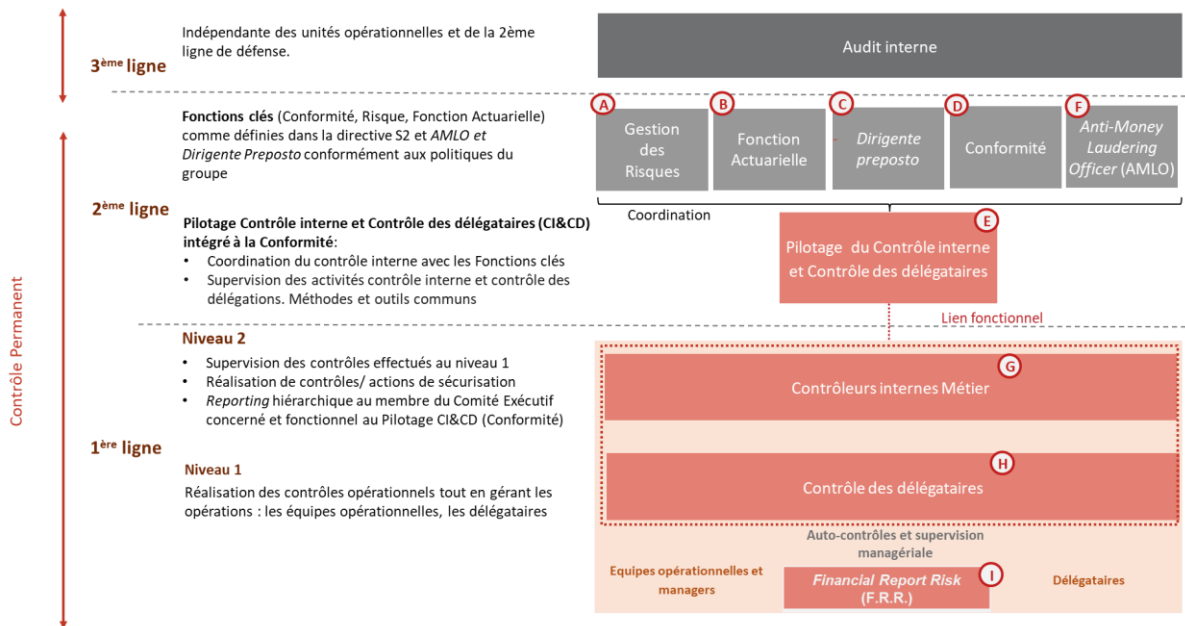 Contrôle Permanent
3ème ligne
Indépendante des unités opérationnelles et de la 2ème
ligne de défense.
Audit interne
2ème ligne
Fonctions clés (Conformité, Risque, Fonction Actuarielle)
comme définies dans la directive S2 et AMLO et
Dirigente Preposto conformément aux politiques du
groupe
A
Gestion
des
Risques
B
Fonction
Actuarielle
C
Dirigente
preposto
D
Conformité
F
Anti-Money
Laudering
Officer (AMLO)
Pilotage Contrôle interne et Contrôle des délégataires (CI&CD)
intégré à la Conformité:
• Coordination du contrôle interne avec les Fonctions clés
• Supervision des activités contrôle interne et contrôle des
délégations. Méthodes et outils communs
Coordination
E
Pilotage du Contrôle interne
et Contrôle des délégataires
Lien fonctionnel
1ère ligne
Niveau 2
• Supervision des contrôles effectués au niveau 1
• Réalisation de contrôles/ actions de sécurisation
• Reporting hiérarchique au membre du Comité Exécutif
concerné et fonctionnel au Pilotage CI&CD (Conformité)
G
Contrôleurs internes Métier
Niveau 1
Réalisation des contrôles opérationnels tout en gérant les
opérations : les équipes opérationnelles, les délégataires
H
Contrôle des délégataires
Auto-contrôles et supervision
managériale
Equipes opérationnelles et
managers
I
Financial Report Risk
(F.R.R.)
Délégataires